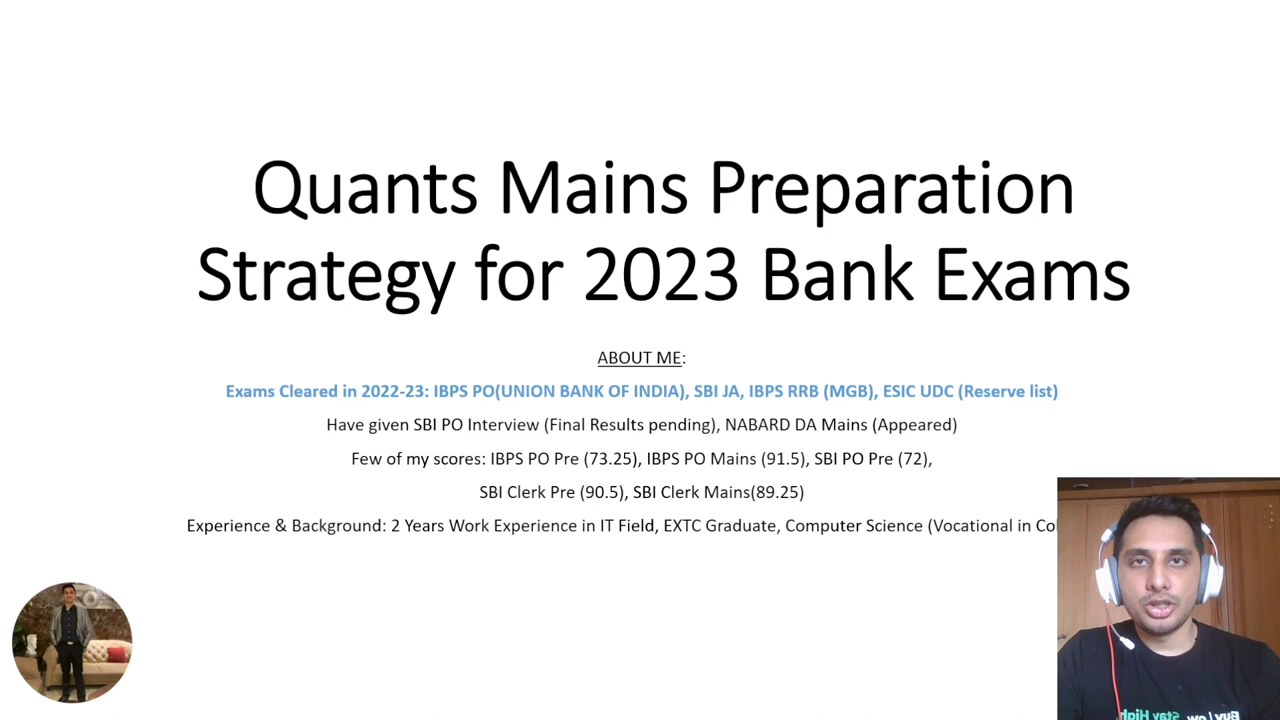 Quants Mains Preparation
Strategy for 2023 Bank Exams
ABOUT ME:
Exams Cleared in 2022-23: IBPS PO(UNION BANK OF INDIA), SBI JA, IBPS RRB (MGB), ESIC UDC (Reserve list)
Have given SBI PO Interview (Final Results pending), NABARD DA Mains (Appeared)
Few of my scores: IBPS PO Pre (73.25), IBPS PO Mains (91.5), SBI PO Pre (72),
SBI Clerk Pre (90.5), SBI Clerk Mains(89.25)
Experience & Background: 2 Years Work Experience in IT Field, EXTC Graduate, Computer Science (Vocational in Co
Buy Low Stay High